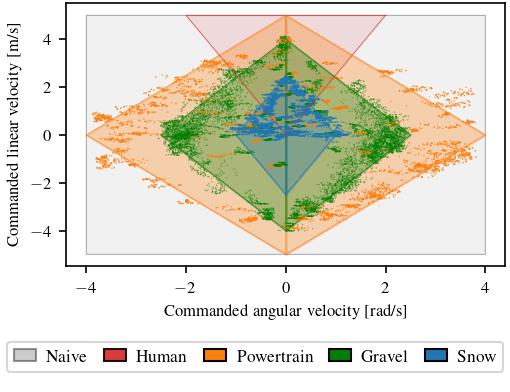 Commanded linear velocity [m/s]
4
2
0
−2
−4
−4 −2 0 2 4
Commanded angular velocity [rad/s]
Naive Human Powertrain Gravel Snow